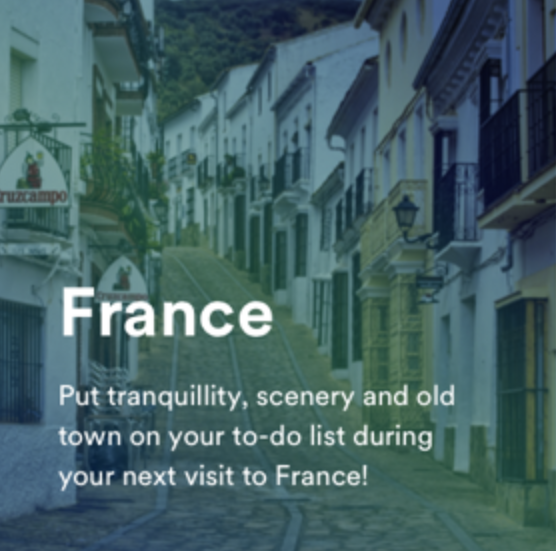 ruzcampo
France
Put tranquillity, scenery and old
town on your to-do list during
your next visit to France!